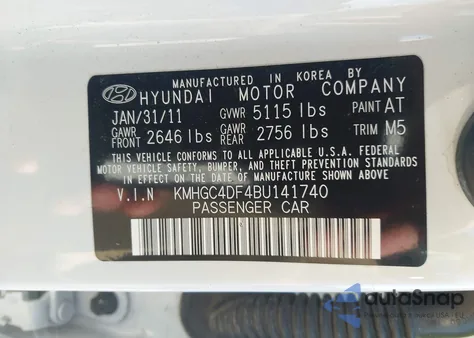 MANUFACTURED IN KOREA BY
HYUNDAI MOTOR COMPANY
JAN/31/11 GVWR 5115 lbs PAINT AT
GAWR FRONT 2646 lbs GAWR REAR 2756 lbs TRIM M5
THIS VEHICLE CONFORMS TO ALL APPLICABLE U.S.A. FEDERAL
MOTOR VEHICLE SAFETY, BUMPER, AND THEFT PREVENTION
STANDARDS IN EFFECT ON THE DATE OF MANUFACTURE SHOWN ABOVE.
V.I.N KMHGC4DF4BU141740
PASSENGER CAR
autoSnap